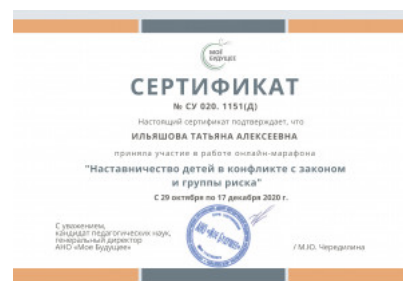 МОЁ
БУДУЩЕЕ
СЕРТИФИКАТ
№ СУ 020. 1151(Д)
Настоящий сертификат подтверждает, что
ИЛЬЯШОВА ТАТЬЯНА АЛЕКСЕЕВНА
приняла участие в работе онлайн-марафона
"Наставничество детей в конфликте с законом
и группы риска"
С 29 октября по 17 декабря 2020 г.
С уважением,
кандидат педагогических наук,
генеральный директор
АНО «Мое Будущее»
/ М.Ю. Чередилина